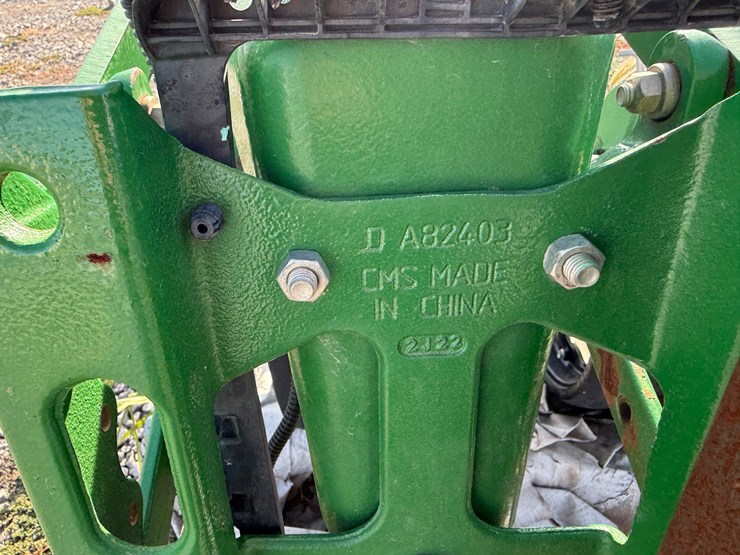 D A82403
CMS MADE
IN CHINA
2J22